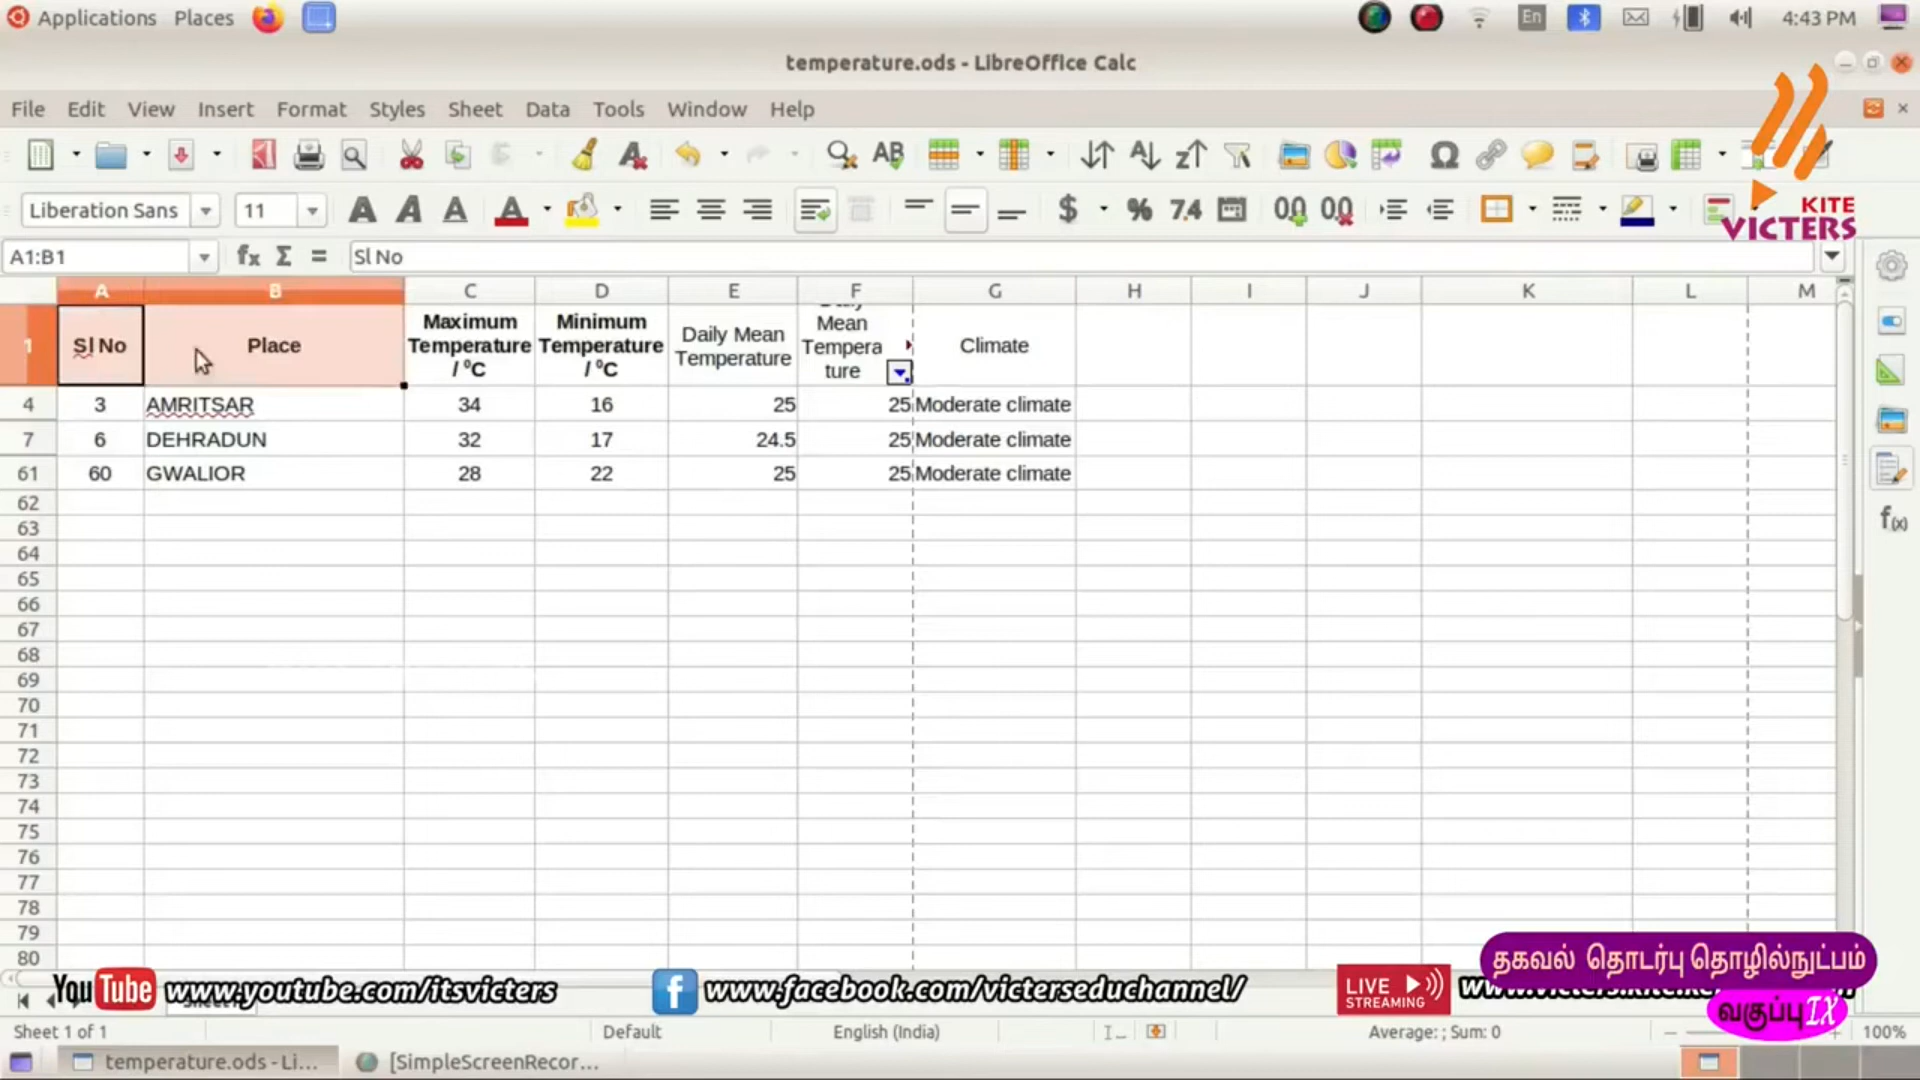 Applications Places En 4:43 PM
temperature.ods - LibreOffice Calc
File Edit View Insert Format Styles Sheet Data Tools Window Help
KITE
VICTERS
Liberation Sans 11
A1:B1 Sl No
A B C D E F G H I J K L M
1 Sl No Place Maximum Temperature / ⁰C Minimum Temperature / ⁰C Daily Mean Temperature Mean Tempera ture Climate
4 3 AMRITSAR 34 16 25 25 Moderate climate
7 6 DEHRADUN 32 17 24.5 25 Moderate climate
61 60 GWALIOR 28 22 25 25 Moderate climate
62
63
64
65
66
67
68
69
70
71
72
73
74
75
76
77
78
79
80
தகவல் தொடர்பு தொழில்நுட்பம்
YouTube www.youtube.com/itsvicters f www.facebook.com/victerseduchannel/ LIVE STREAMING
வகுப்பு IX
Sheet 1 of 1 Default English (India) Average: ; Sum: 0 100%
temperature.ods - Li... [SimpleScreenRecor...